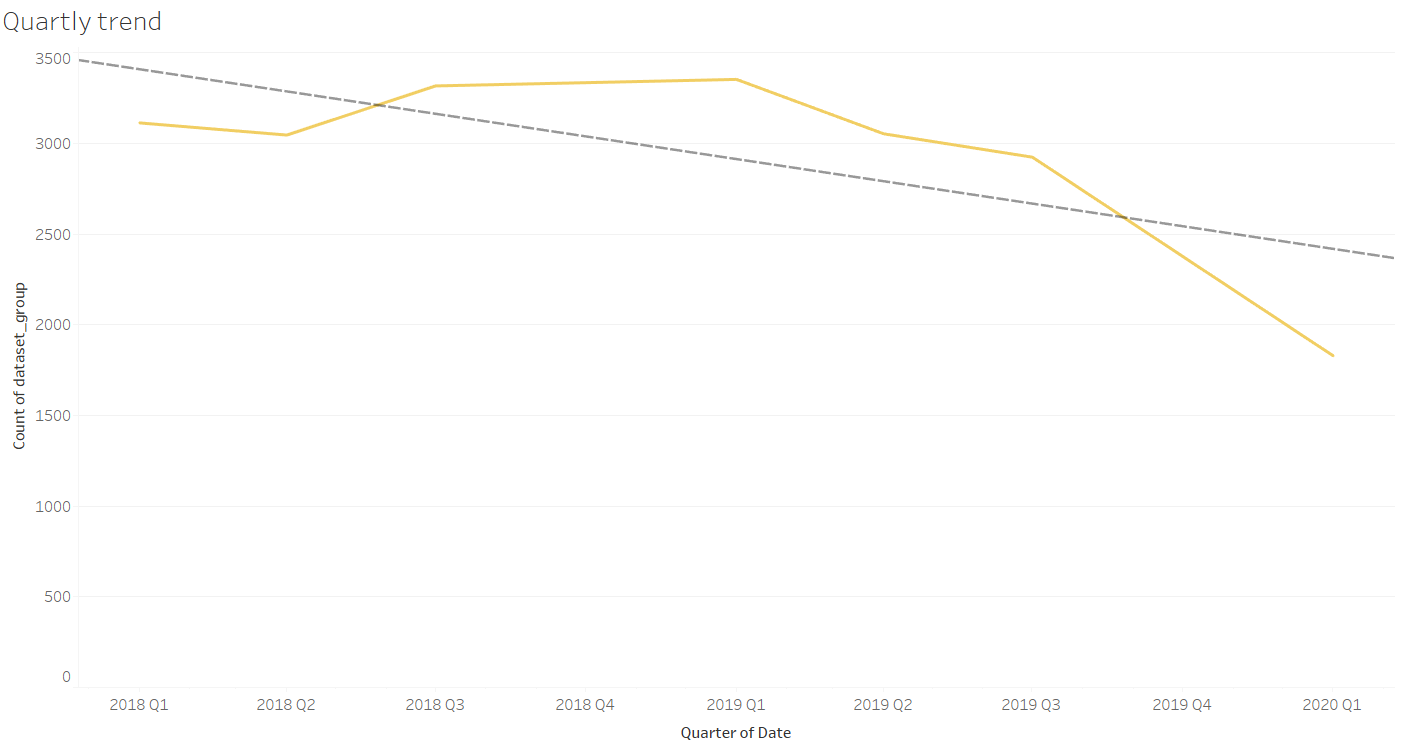 Quartly trend
3500
3000
2500
2000
1500
1000
500
0
Count of dataset_group
2018 Q1 2018 Q2 2018 Q3 2018 Q4 2019 Q1 2019 Q2 2019 Q3 2019 Q4 2020 Q1
Quarter of Date